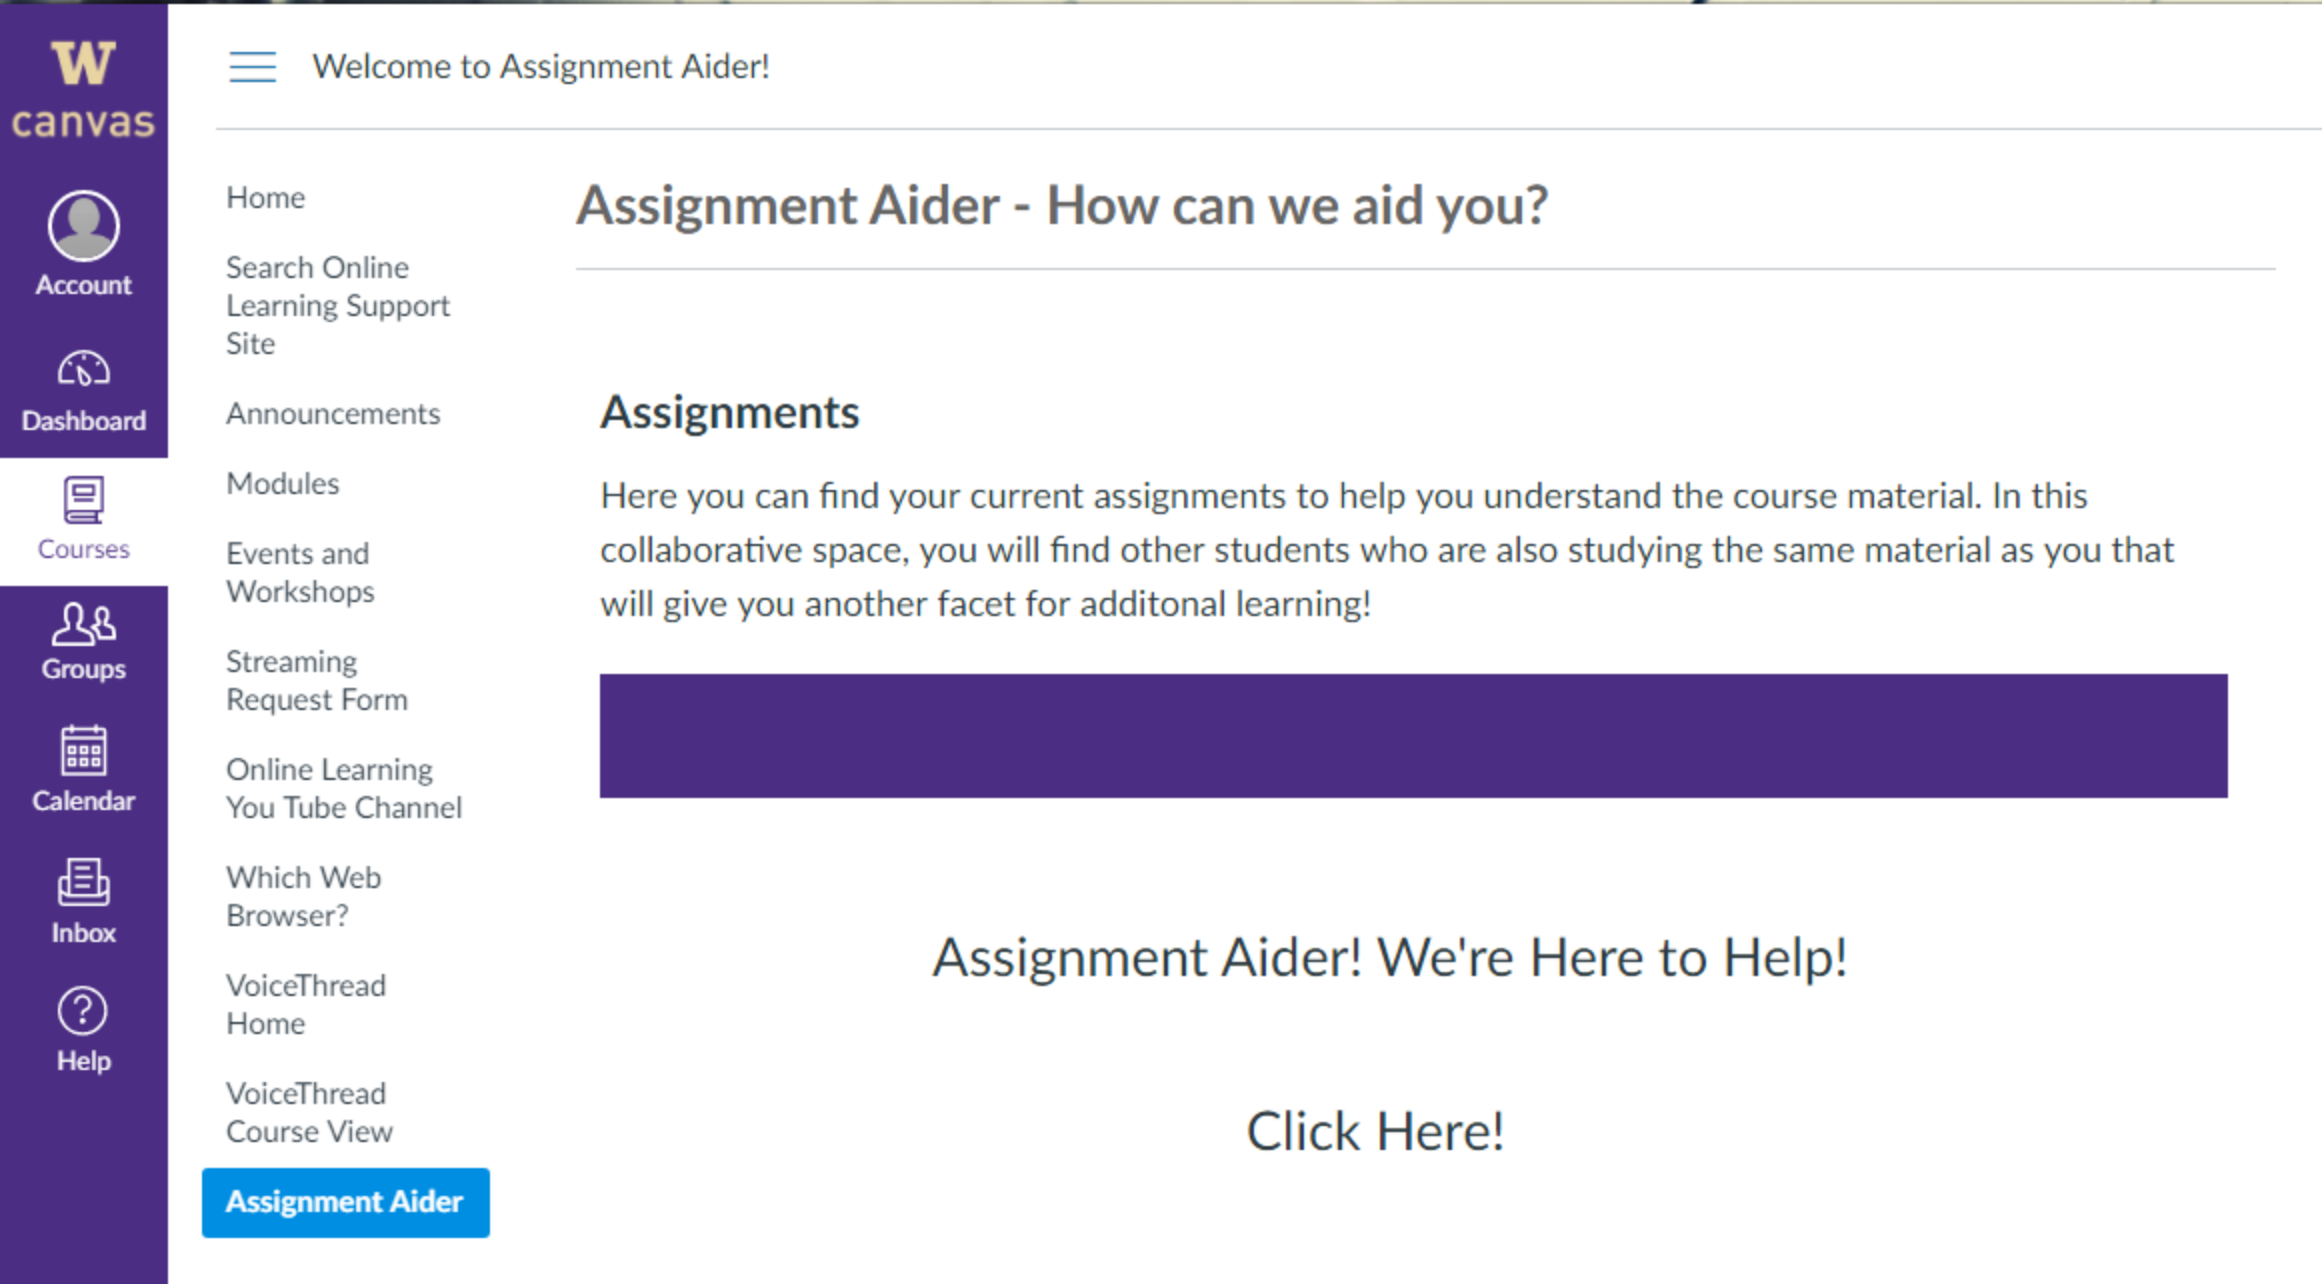 W
canvas
Account
Dashboard
Courses
Groups
Calendar
Inbox
Help
Welcome to Assignment Aider!
Home
Search Online
Learning Support
Site
Announcements
Modules
Events and
Workshops
Streaming
Request Form
Online Learning
You Tube Channel
Which Web
Browser?
VoiceThread
Home
VoiceThread
Course View
Assignment Aider
Assignment Aider - How can we aid you?
Assignments
Here you can find your current assignments to help you understand the course material. In this
collaborative space, you will find other students who are also studying the same material as you that
will give you another facet for additonal learning!
Assignment Aider! We're Here to Help!
Click Here!